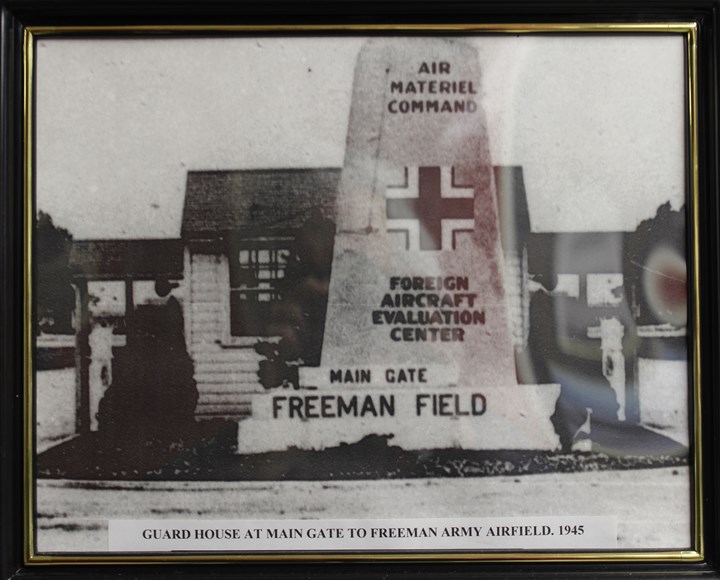 AIR
MATERIEL
COMMAND
FOREIGN
AIRCRAFT
EVALUATION
CENTER
MAIN GATE
FREEMAN FIELD
GUARD HOUSE AT MAIN GATE TO FREEMAN ARMY AIRFIELD. 1945